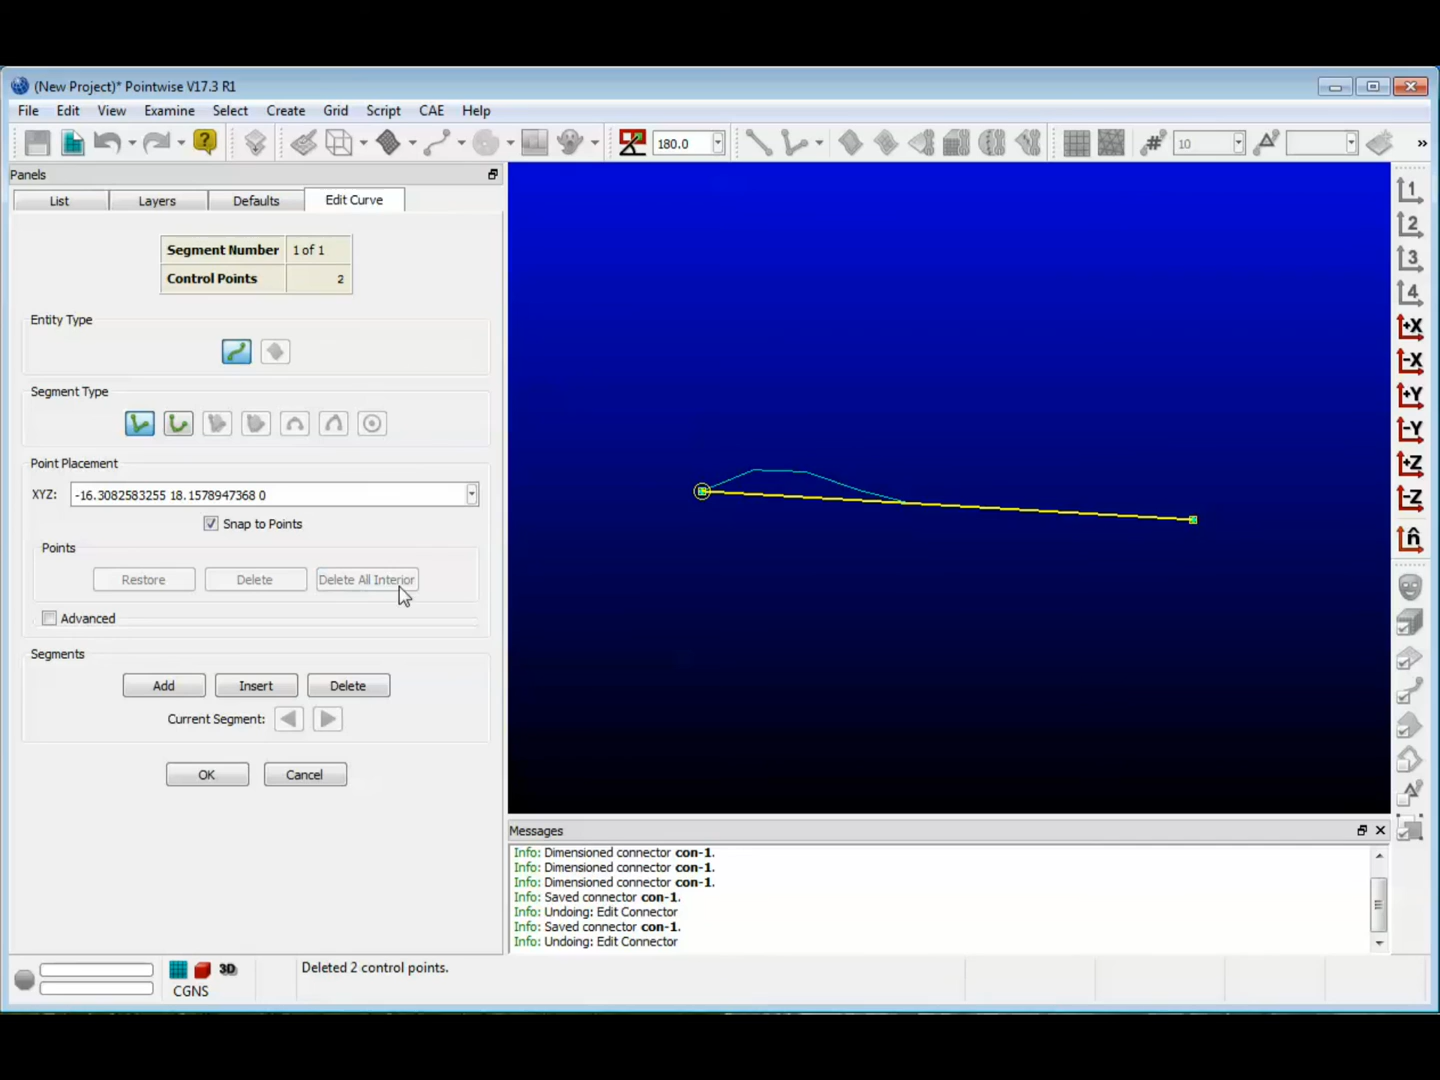 (New Project)* Pointwise V17.3 R1
File Edit View Examine Select Create Grid Script CAE Help
180.0
10
»
Panels
List Layers Defaults Edit Curve
Segment Number 1 of 1
Control Points 2
Entity Type
Segment Type
Point Placement
XYZ: -16.3082583255 18.1578947368 0
Snap to Points
Points
Restore Delete Delete All Interior
Advanced
Segments
Add Insert Delete
Current Segment:
OK Cancel
1
2
3
4
+X
-X
+Y
-Y
+Z
-Z
n̂
Messages
Info: Dimensioned connector con-1.
Info: Dimensioned connector con-1.
Info: Dimensioned connector con-1.
Info: Saved connector con-1.
Info: Undoing: Edit Connector
Info: Saved connector con-1.
Info: Undoing: Edit Connector
3D
CGNS
Deleted 2 control points.